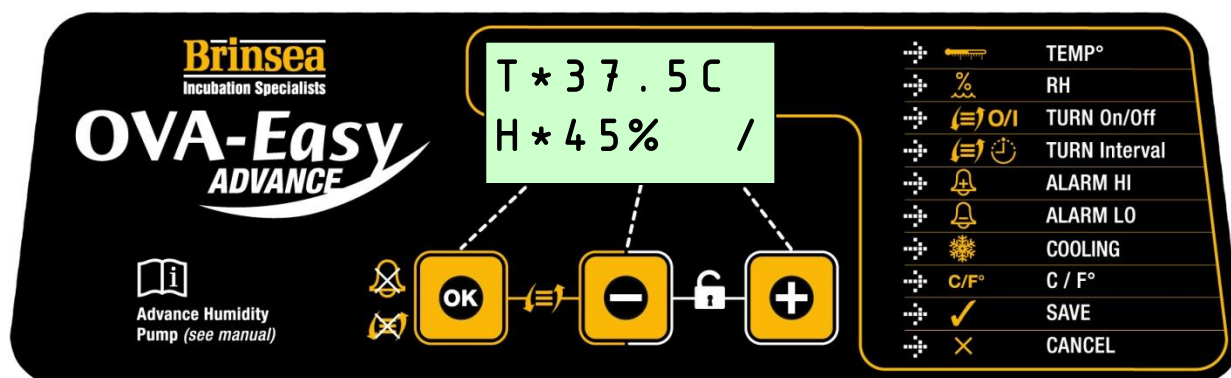 Brinsea
Incubation Specialists
OVA-Easy
ADVANCE
T*37.5C
H*45% /
i
Advance Humidity
Pump (see manual)
OK
TEMP°
% RH
O/I TURN On/Off
TURN Interval
ALARM HI
ALARM LO
COOLING
C/F° C / F°
SAVE
CANCEL